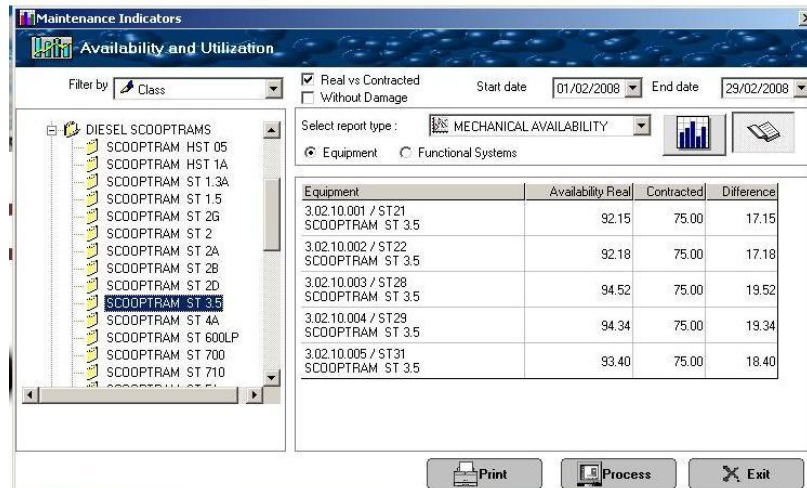 Maintenance Indicators
Availability and Utilization
Filter by Class
Real vs Contracted
Without Damage
Start date 01/02/2008 End date 29/02/2008
DIESEL SCOOPTRAMS
SCOOPTRAM HST 05
SCOOPTRAM HST 1A
SCOOPTRAM ST 1.3A
SCOOPTRAM ST 1.5
SCOOPTRAM ST 2G
SCOOPTRAM ST 2
SCOOPTRAM ST 2A
SCOOPTRAM ST 2B
SCOOPTRAM ST 2D
SCOOPTRAM ST 3.5
SCOOPTRAM ST 4A
SCOOPTRAM ST 600LP
SCOOPTRAM ST 700
SCOOPTRAM ST 710
Select report type : MECHANICAL AVAILABILITY
Equipment Functional Systems
Equipment Availability Real Contracted Difference
3.02.10.001 / ST21
SCOOPTRAM ST 3.5 92.15 75.00 17.15
3.02.10.002 / ST22
SCOOPTRAM ST 3.5 92.18 75.00 17.18
3.02.10.003 / ST28
SCOOPTRAM ST 3.5 94.52 75.00 19.52
3.02.10.004 / ST29
SCOOPTRAM ST 3.5 94.34 75.00 19.34
3.02.10.005 / ST31
SCOOPTRAM ST 3.5 93.40 75.00 18.40
Print Process Exit